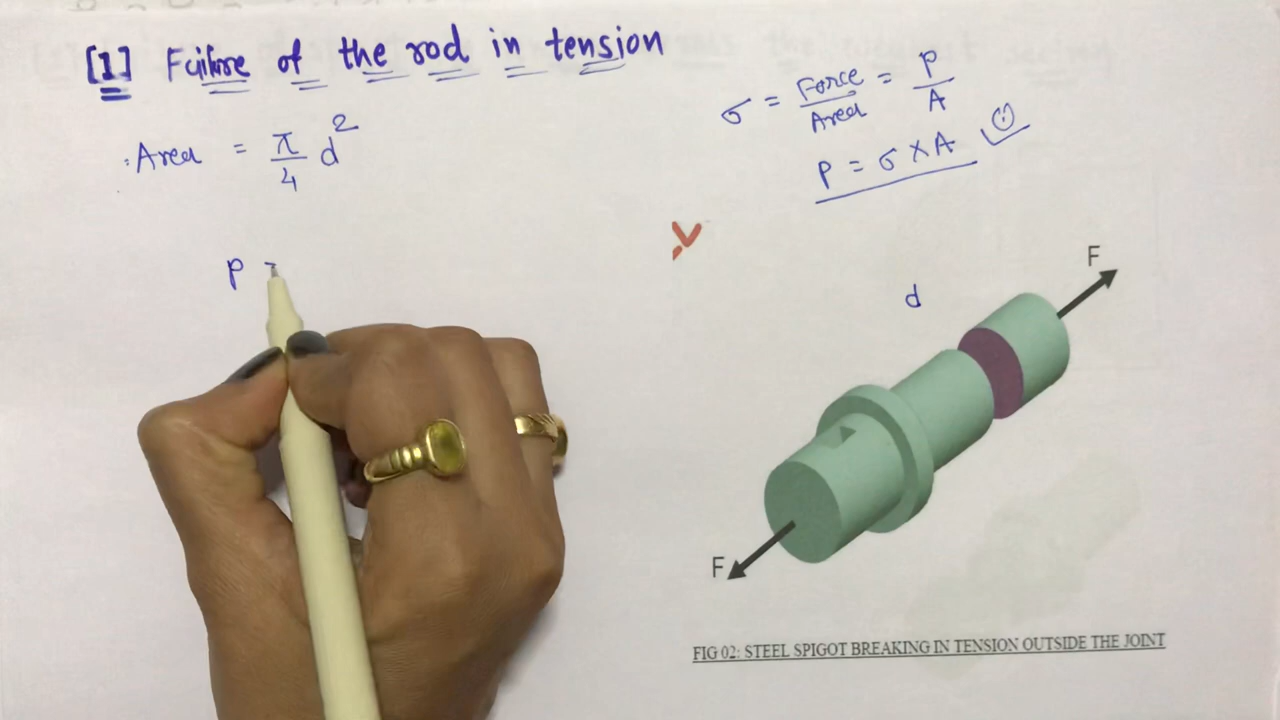 [1] Failure of the rod in tension
Area = π/4 d²
P =
σ = Force/Area = P/A
P = σ × A
d
F
F
FIG 02: STEEL SPIGOT BREAKING IN TENSION OUTSIDE THE JOINT